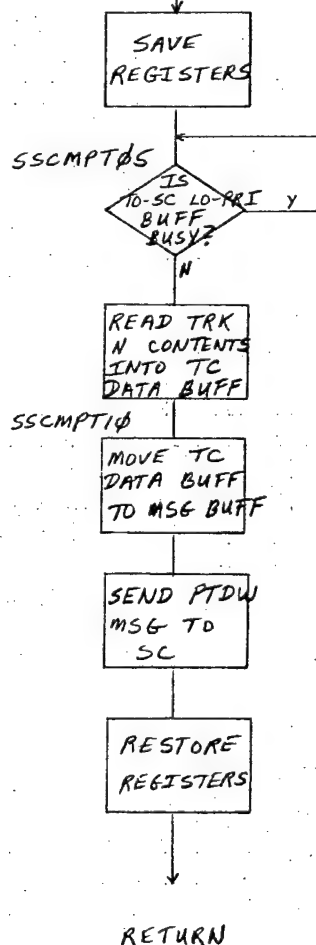 SAVE
REGISTERS
SSCMPTØ5
IS
TO-SC LO-PRI
BUFF
BUSY?
Y
N
READ TRK
N CONTENTS
INTO TC
DATA BUFF
SSCMPT1Ø
MOVE TC
DATA BUFF
TO MSG BUFF
SEND PTDW
MSG TO
SC
RESTORE
REGISTERS
RETURN